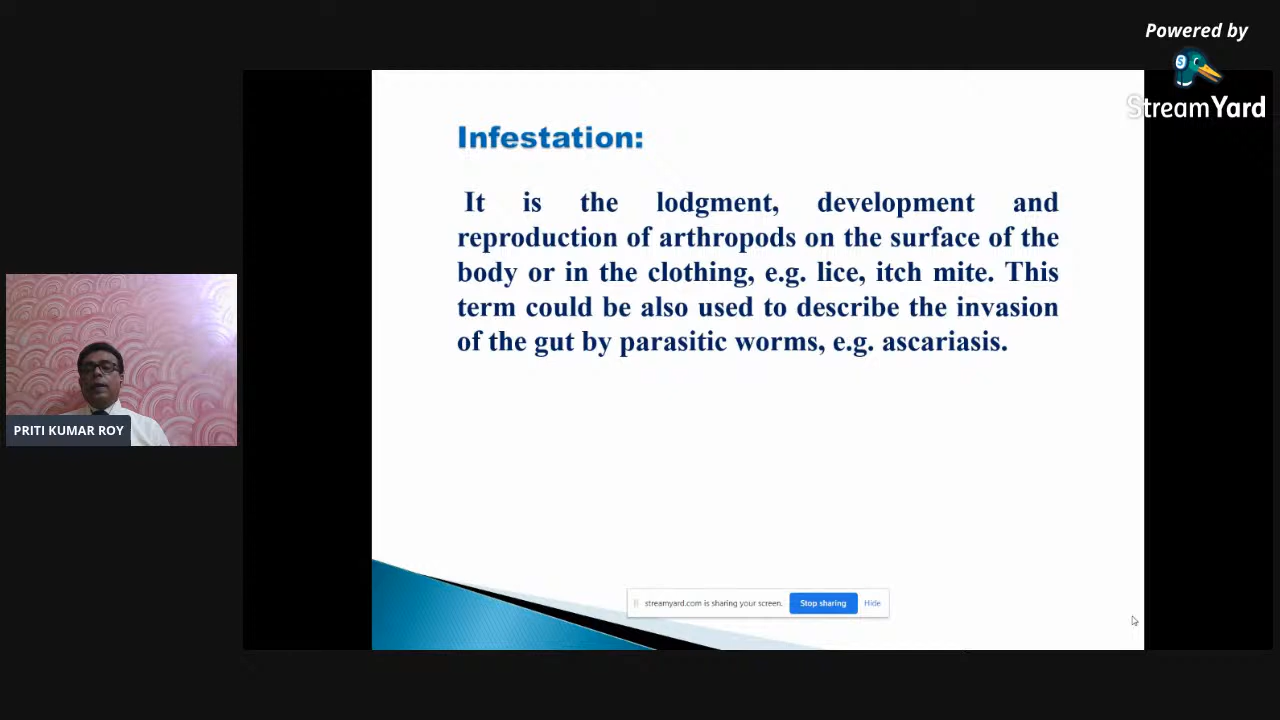 Powered by
StreamYard
Infestation:
It is the lodgment, development and
reproduction of arthropods on the surface of the
body or in the clothing, e.g. lice, itch mite. This
term could be also used to describe the invasion
of the gut by parasitic worms, e.g. ascariasis.
PRITI KUMAR ROY
streamyard.com is sharing your screen. Stop sharing Hide